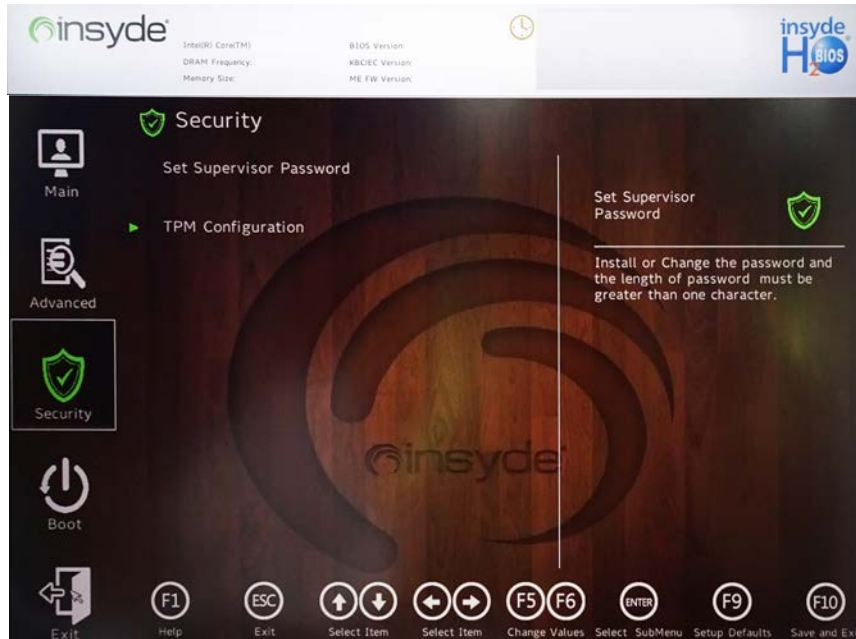 insyde
Intel(R) Core(TM)
DRAM Frequency:
Memory Size:
BIOS Version:
KBC/EC Version:
ME FW Version:
insyde
H2O
BIOS
Security
Set Supervisor Password
TPM Configuration
Set Supervisor
Password
Install or Change the password and
the length of password must be
greater than one character.
Main
Advanced
Security
Boot
Exit
insyde
F1
Help
ESC
Exit
Select Item
Select Item
F5 F6
Change Values
ENTER
Select SubMenu
F9
Setup Defaults
F10
Save and Ex